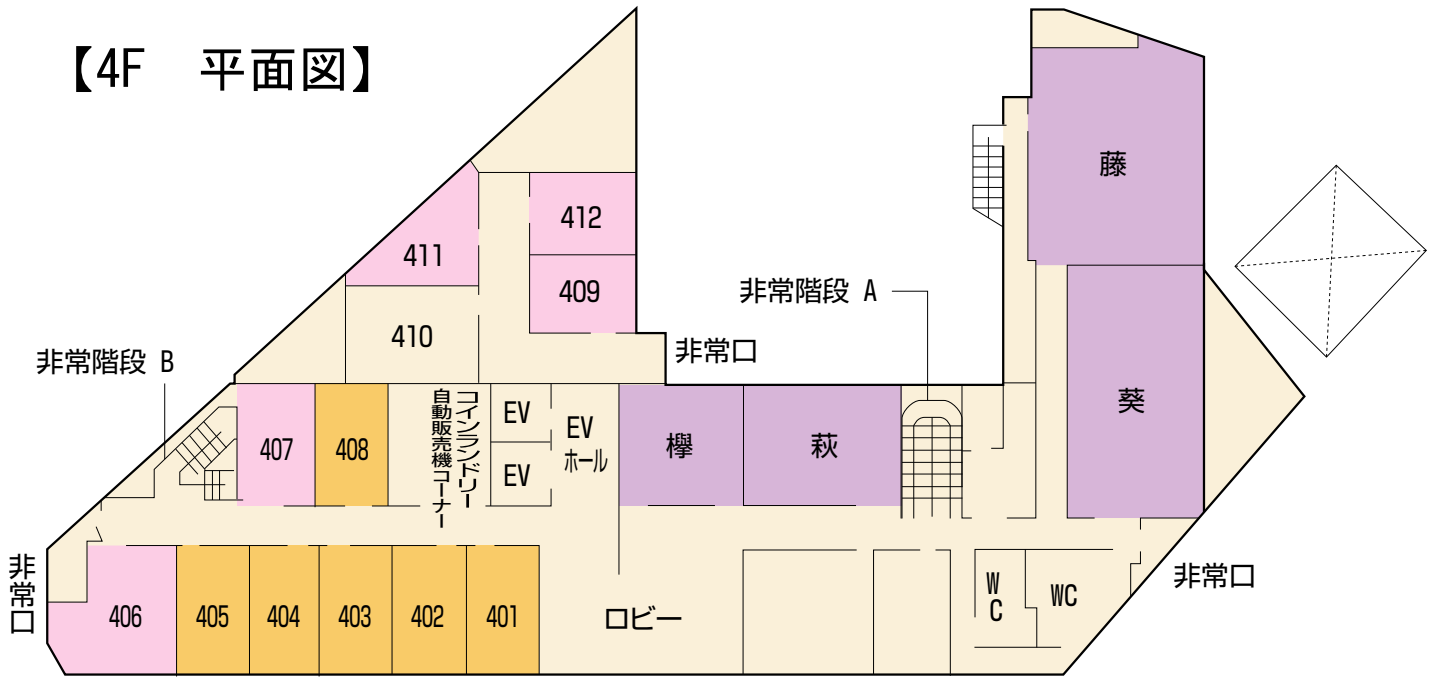 【4F　平面図】
藤
412
411
409
非常階段 A
410
非常口
非常階段 B
葵
コインランドリー
自動販売機コーナー
EV
EV
EV
ホール
欅
萩
407
408
非常口
406
405
404
403
402
401
ロビー
WC
WC
非常口